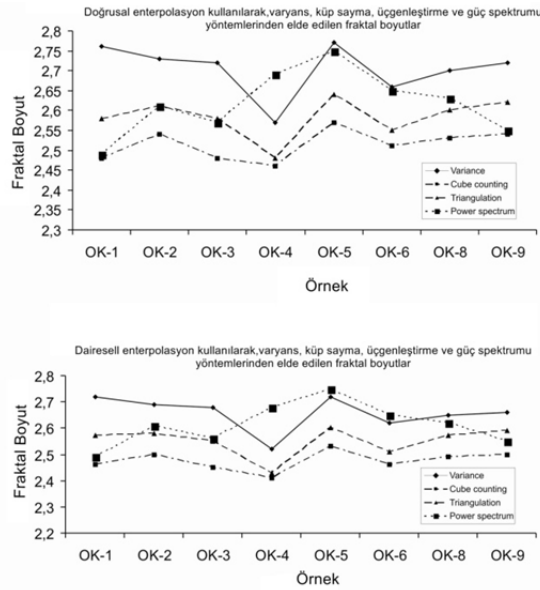 Doğrusal enterpolasyon kullanılarak,varyans, küp sayma, üçgenleştirme ve güç spektrumu
yöntemlerinden elde edilen fraktal boyutlar
Fraktal Boyut
2,8
2,75
2,7
2,65
2,6
2,55
2,5
2,45
2,4
2,35
2,3
Variance
Cube counting
Triangulation
Power spectrum
OK-1 OK-2 OK-3 OK-4 OK-5 OK-6 OK-8 OK-9
Örnek
Dairesell enterpolasyon kullanılarak,varyans, küp sayma, üçgenleştirme ve güç spektrumu
yöntemlerinden elde edilen fraktal boyutlar
Fraktal Boyut
2,8
2,7
2,6
2,5
2,4
2,3
2,2
Variance
Cube counting
Triangulation
Power spectrum
OK-1 OK-2 OK-3 OK-4 OK-5 OK-6 OK-8 OK-9
Örnek